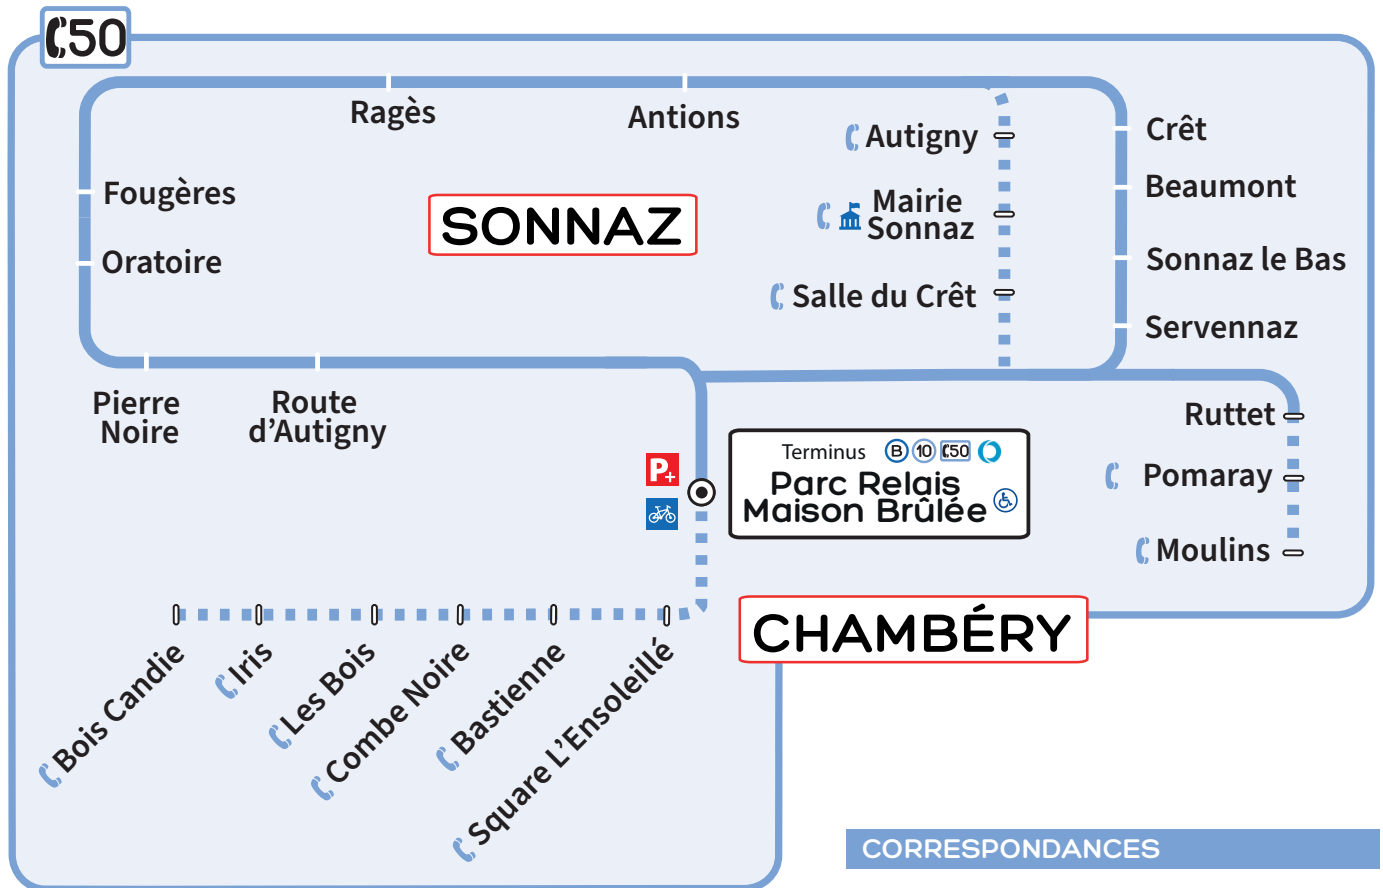 50
Ragès
Antions
Crêt
Autigny
Beaumont
Fougères
Mairie
Sonnaz
SONNAZ
Oratoire
Sonnaz le Bas
Salle du Crêt
Servennaz
Pierre
Noire
Route
d'Autigny
Ruttet
Terminus B 10 50
Parc Relais
Maison Brûlée
P+
Pomaray
Moulins
CHAMBÉRY
Bois Candie
Iris
Les Bois
Combe Noire
Bastienne
Square L'Ensoleillé
CORRESPONDANCES